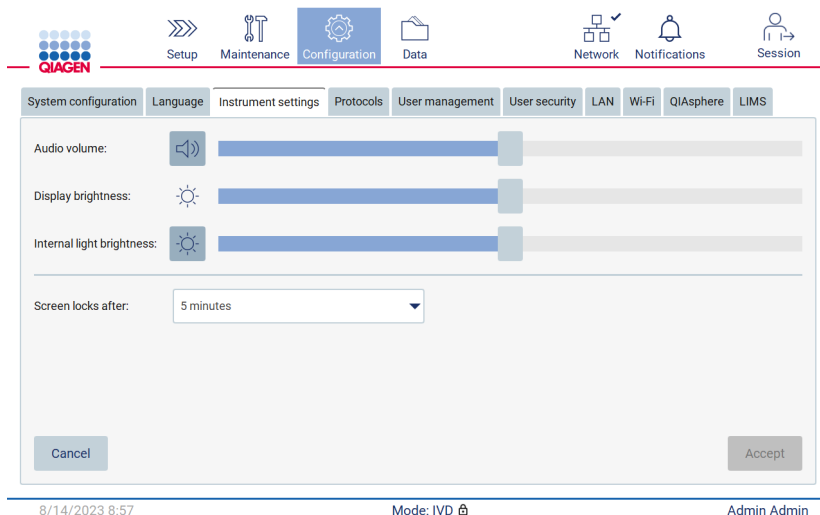 QIAGEN
Setup Maintenance Configuration Data Network Notifications Session
System configuration Language Instrument settings Protocols User management User security LAN Wi-Fi QIAsphere LIMS
Audio volume:
Display brightness:
Internal light brightness:
Screen locks after: 5 minutes
Cancel Accept
8/14/2023 8:57 Mode: IVD Admin Admin